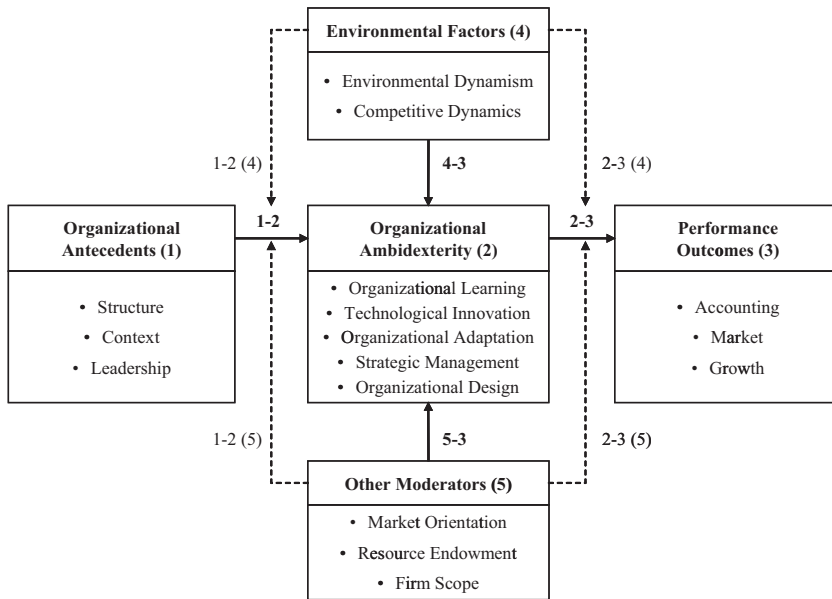 Environmental Factors (4)
• Environmental Dynamism
• Competitive Dynamics
1-2 (4)
4-3
2-3 (4)
Organizational
Antecedents (1)
• Structure
• Context
• Leadership
1-2
Organizational
Ambidexterity (2)
• Organizational Learning
• Technological Innovation
• Organizational Adaptation
• Strategic Management
• Organizational Design
2-3
Performance
Outcomes (3)
• Accounting
• Market
• Growth
1-2 (5)
5-3
2-3 (5)
Other Moderators (5)
• Market Orientation
• Resource Endowment
• Firm Scope